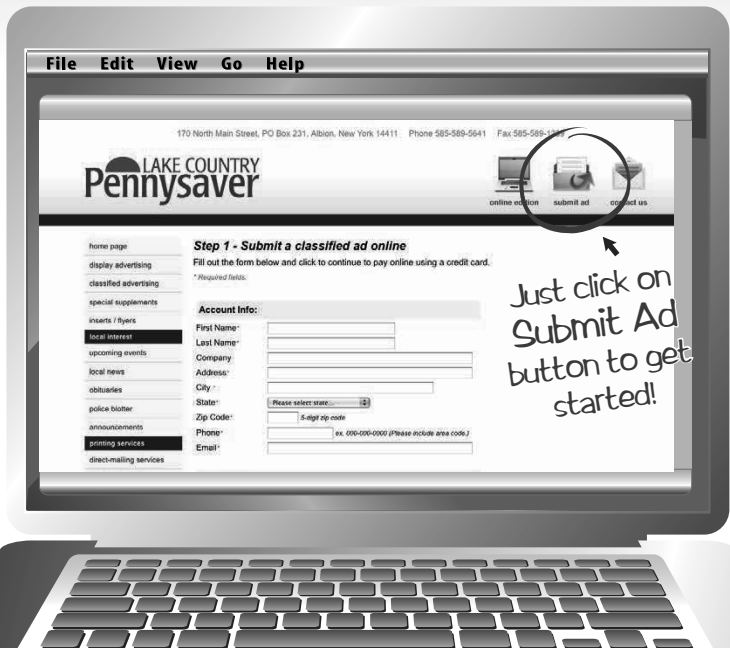 File Edit View Go Help
170 North Main Street, PO Box 231, Albion, New York 14411 Phone 585-589-5641 Fax
LAKE COUNTRY
Pennysaver
online edition submit ad contact us
home page
display advertising
classified advertising
special supplements
inserts / flyers
local interest
upcoming events
local news
obituaries
police blotter
announcements
printing services
direct-mailing services
Step 1 - Submit a classified ad online
Fill out the form below and click to continue to pay online using a credit card.
* Required fields.
Account Info:
First Name*
Last Name*
Company
Address*
City *
State* Please select state...
Zip Code* 5-digit zip code
Phone* ex. 000-000-0000 (Please include area code.)
Email*
Just click on
Submit Ad
button to get
started!